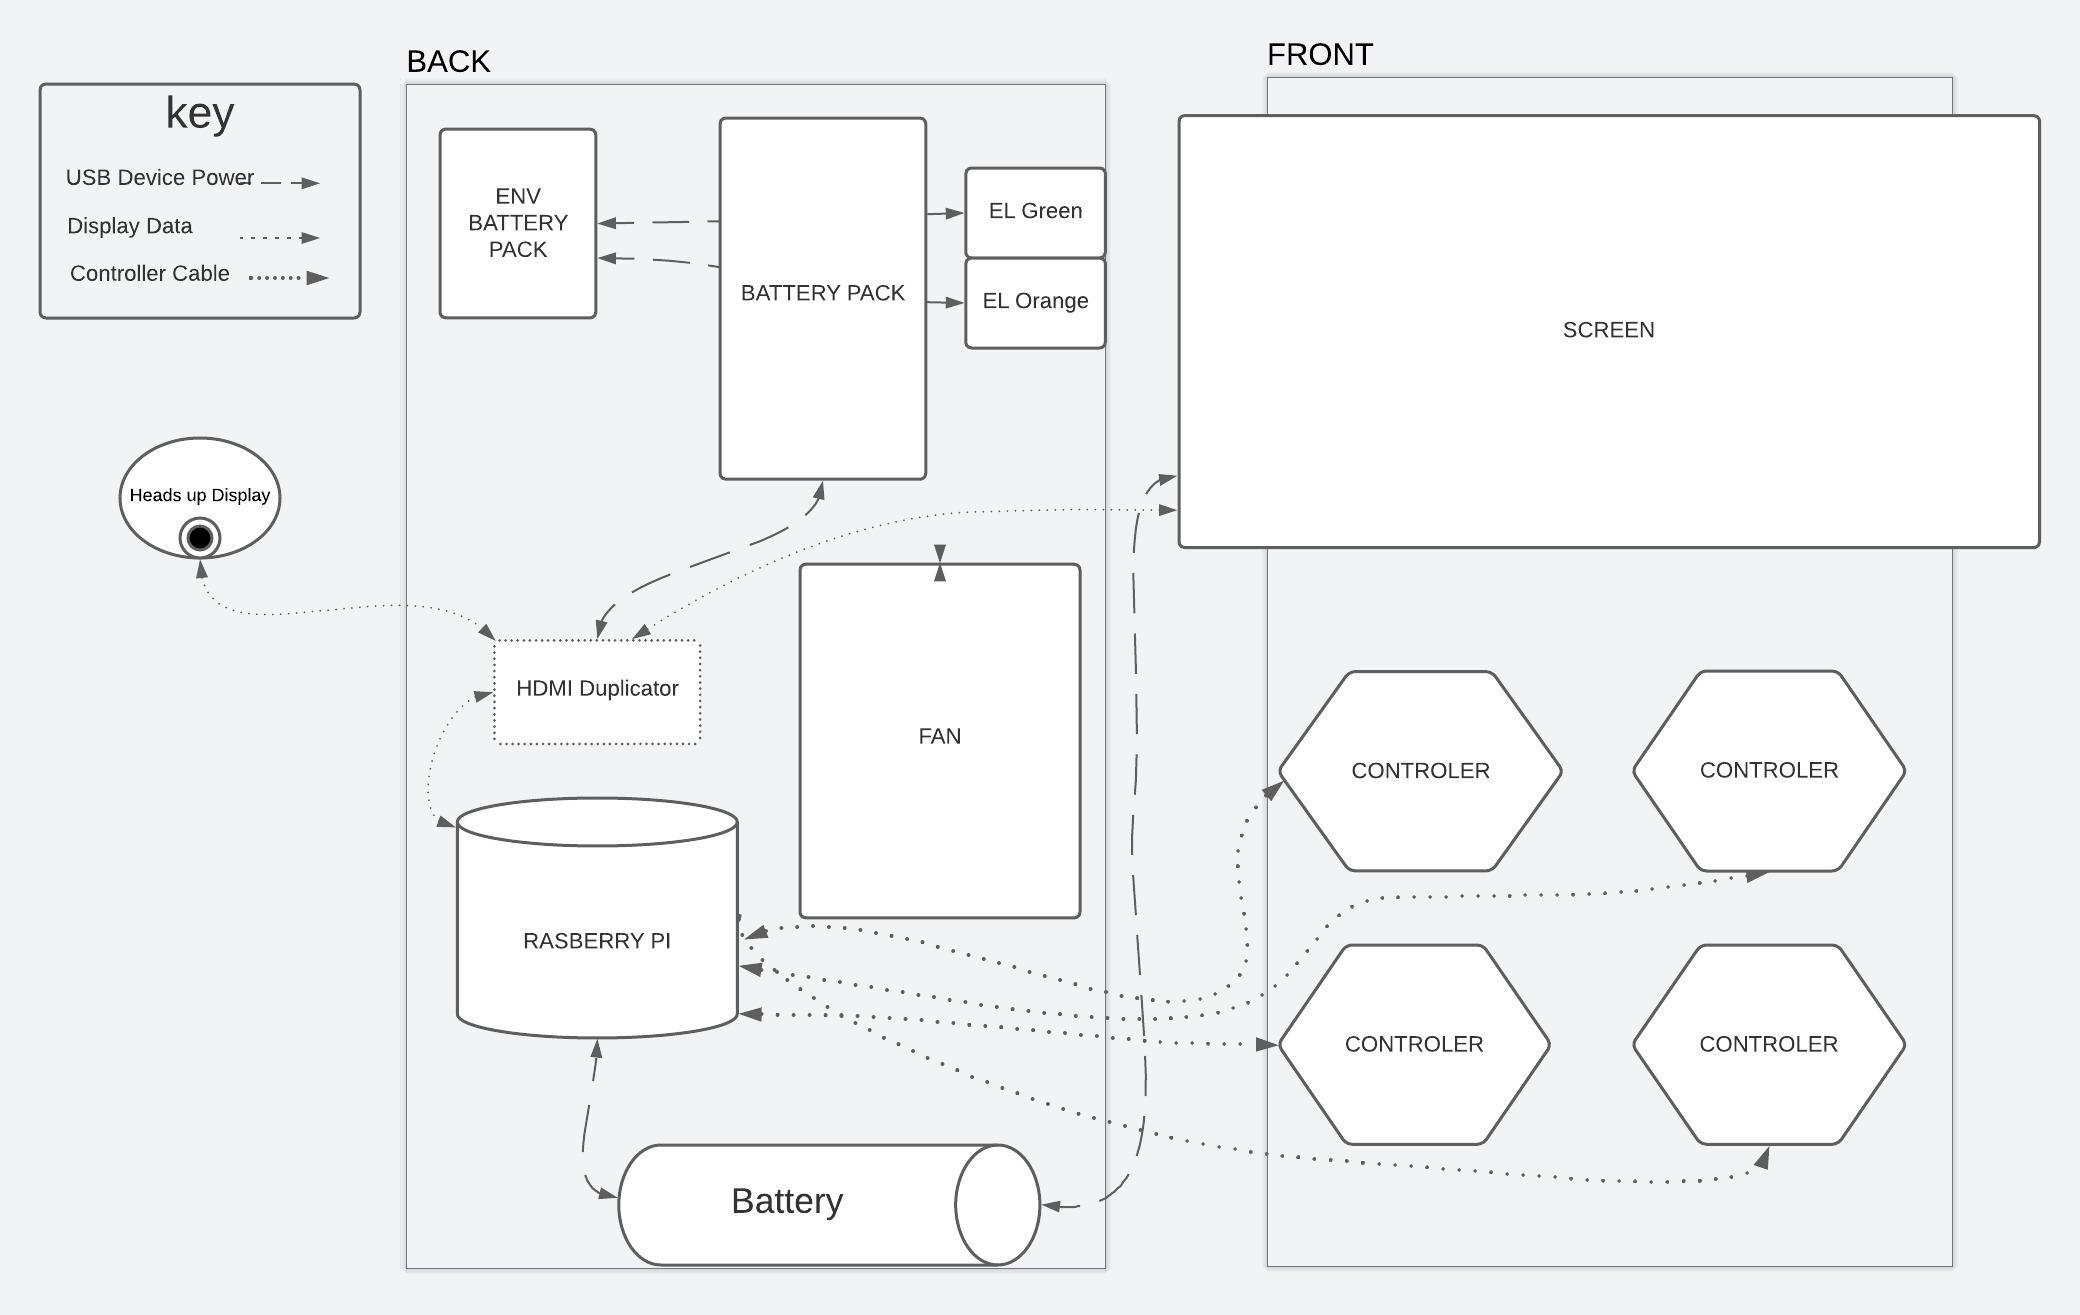 BACK
FRONT
key
USB Device Power
Display Data
Controller Cable
ENV
BATTERY
PACK
BATTERY PACK
EL Green
EL Orange
SCREEN
Heads up Display
HDMI Duplicator
FAN
RASBERRY PI
Battery
CONTROLER
CONTROLER
CONTROLER
CONTROLER